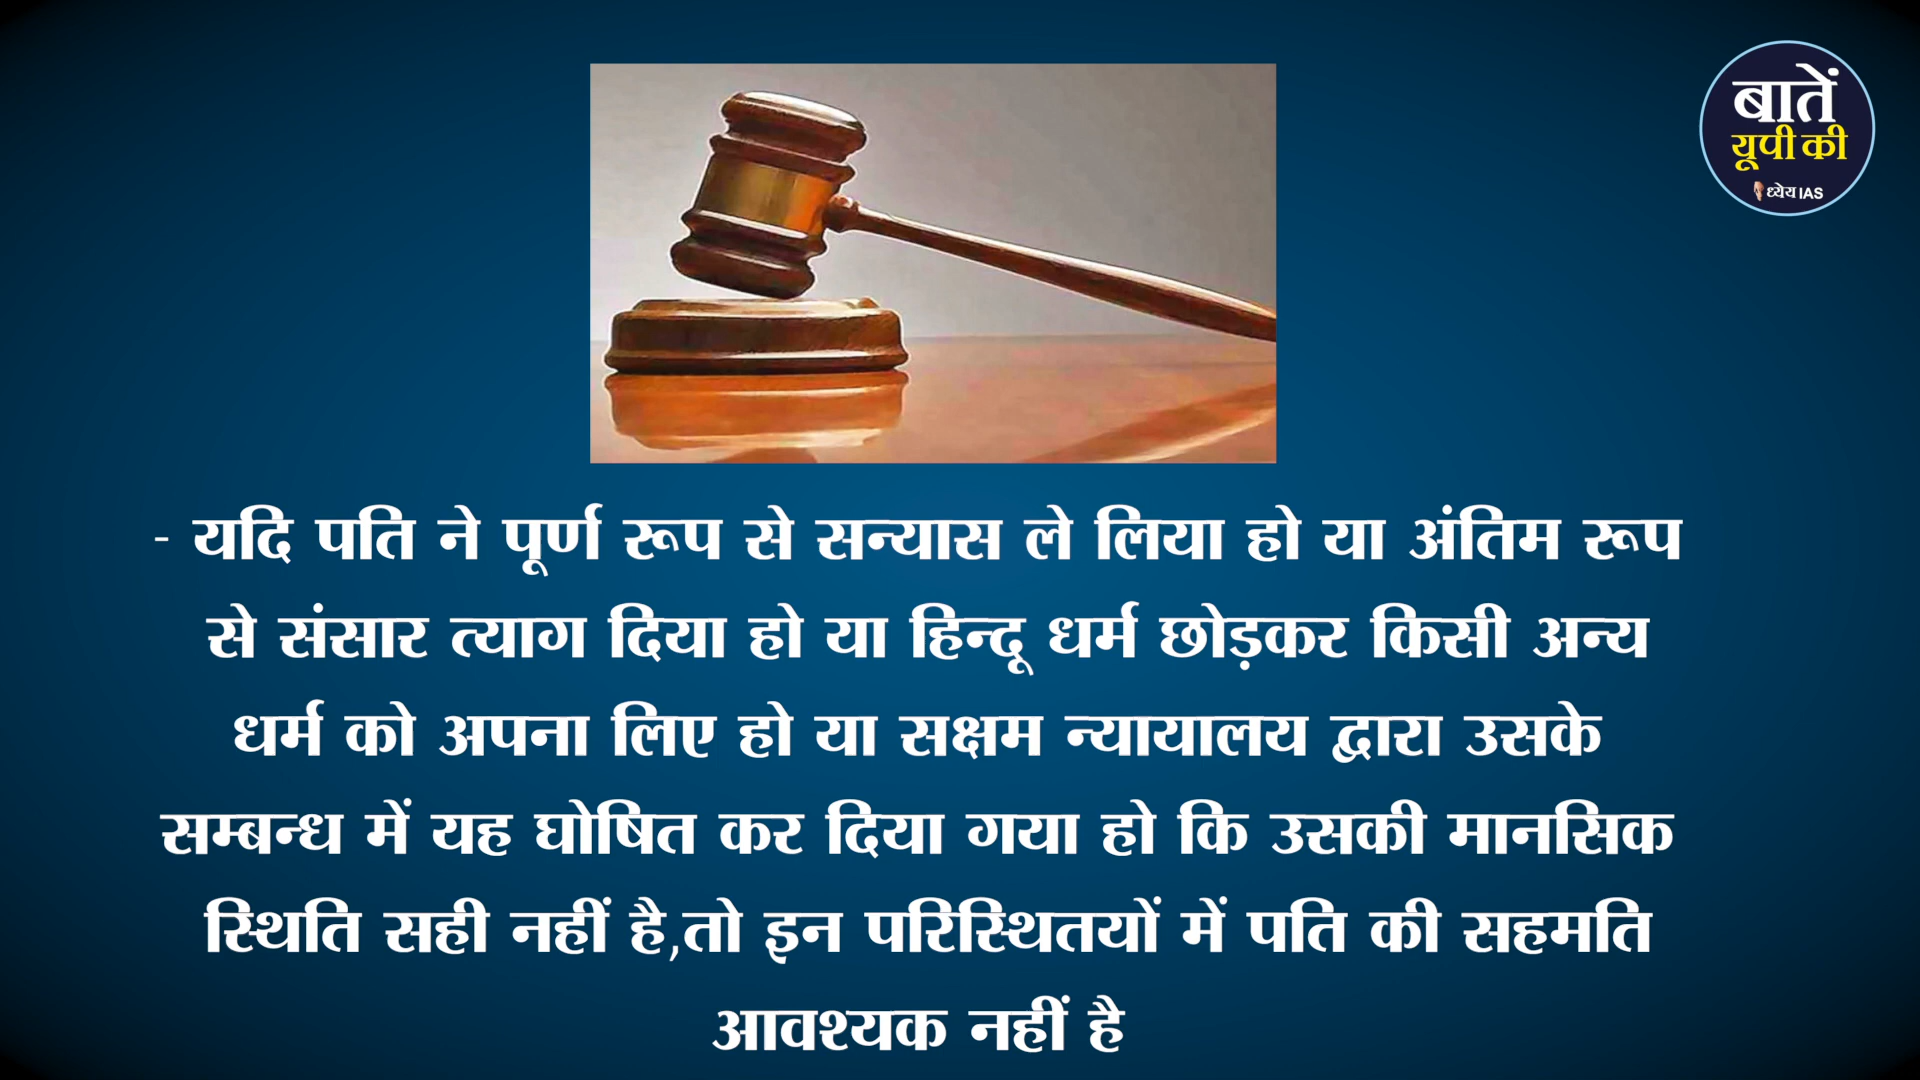 बातें
यूपी की
ध्येय IAS
- यदि पति ने पूर्ण रूप से सन्यास ले लिया हो या अंतिम रूप
से संसार त्याग दिया हो या हिन्दू धर्म छोड़कर किसी अन्य
धर्म को अपना लिए हो या सक्षम न्यायालय द्वारा उसके
सम्बन्ध में यह घोषित कर दिया गया हो कि उसकी मानसिक
स्थिति सही नहीं है,तो इन परिस्थितयों में पति की सहमति
आवश्यक नहीं है